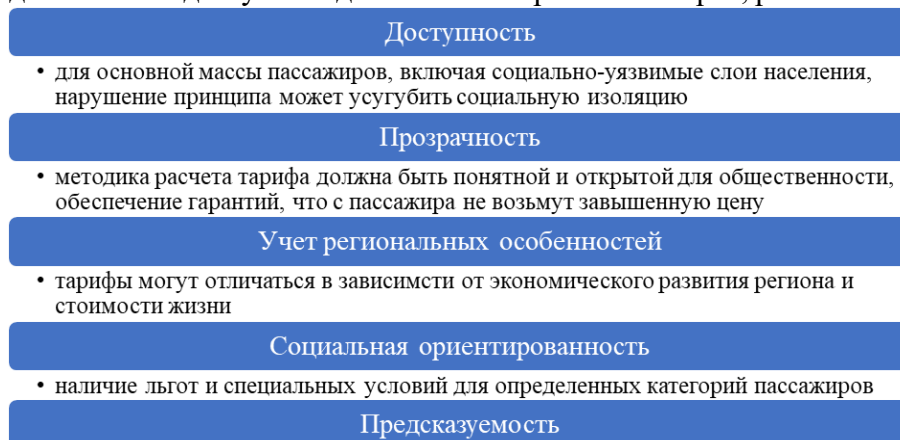 Доступность
• для основной массы пассажиров, включая социально-уязвимые слои населения,
нарушение принципа может усугубить социальную изоляцию
Прозрачность
• методика расчета тарифа должна быть понятной и открытой для общественности,
обеспечение гарантий, что с пассажира не возьмут завышенную цену
Учет региональных особенностей
• тарифы могут отличаться в зависимсти от экономического развития региона и
стоимости жизни
Социальная ориентированность
• наличие льгот и специальных условий для определенных категорий пассажиров
Предсказуемость